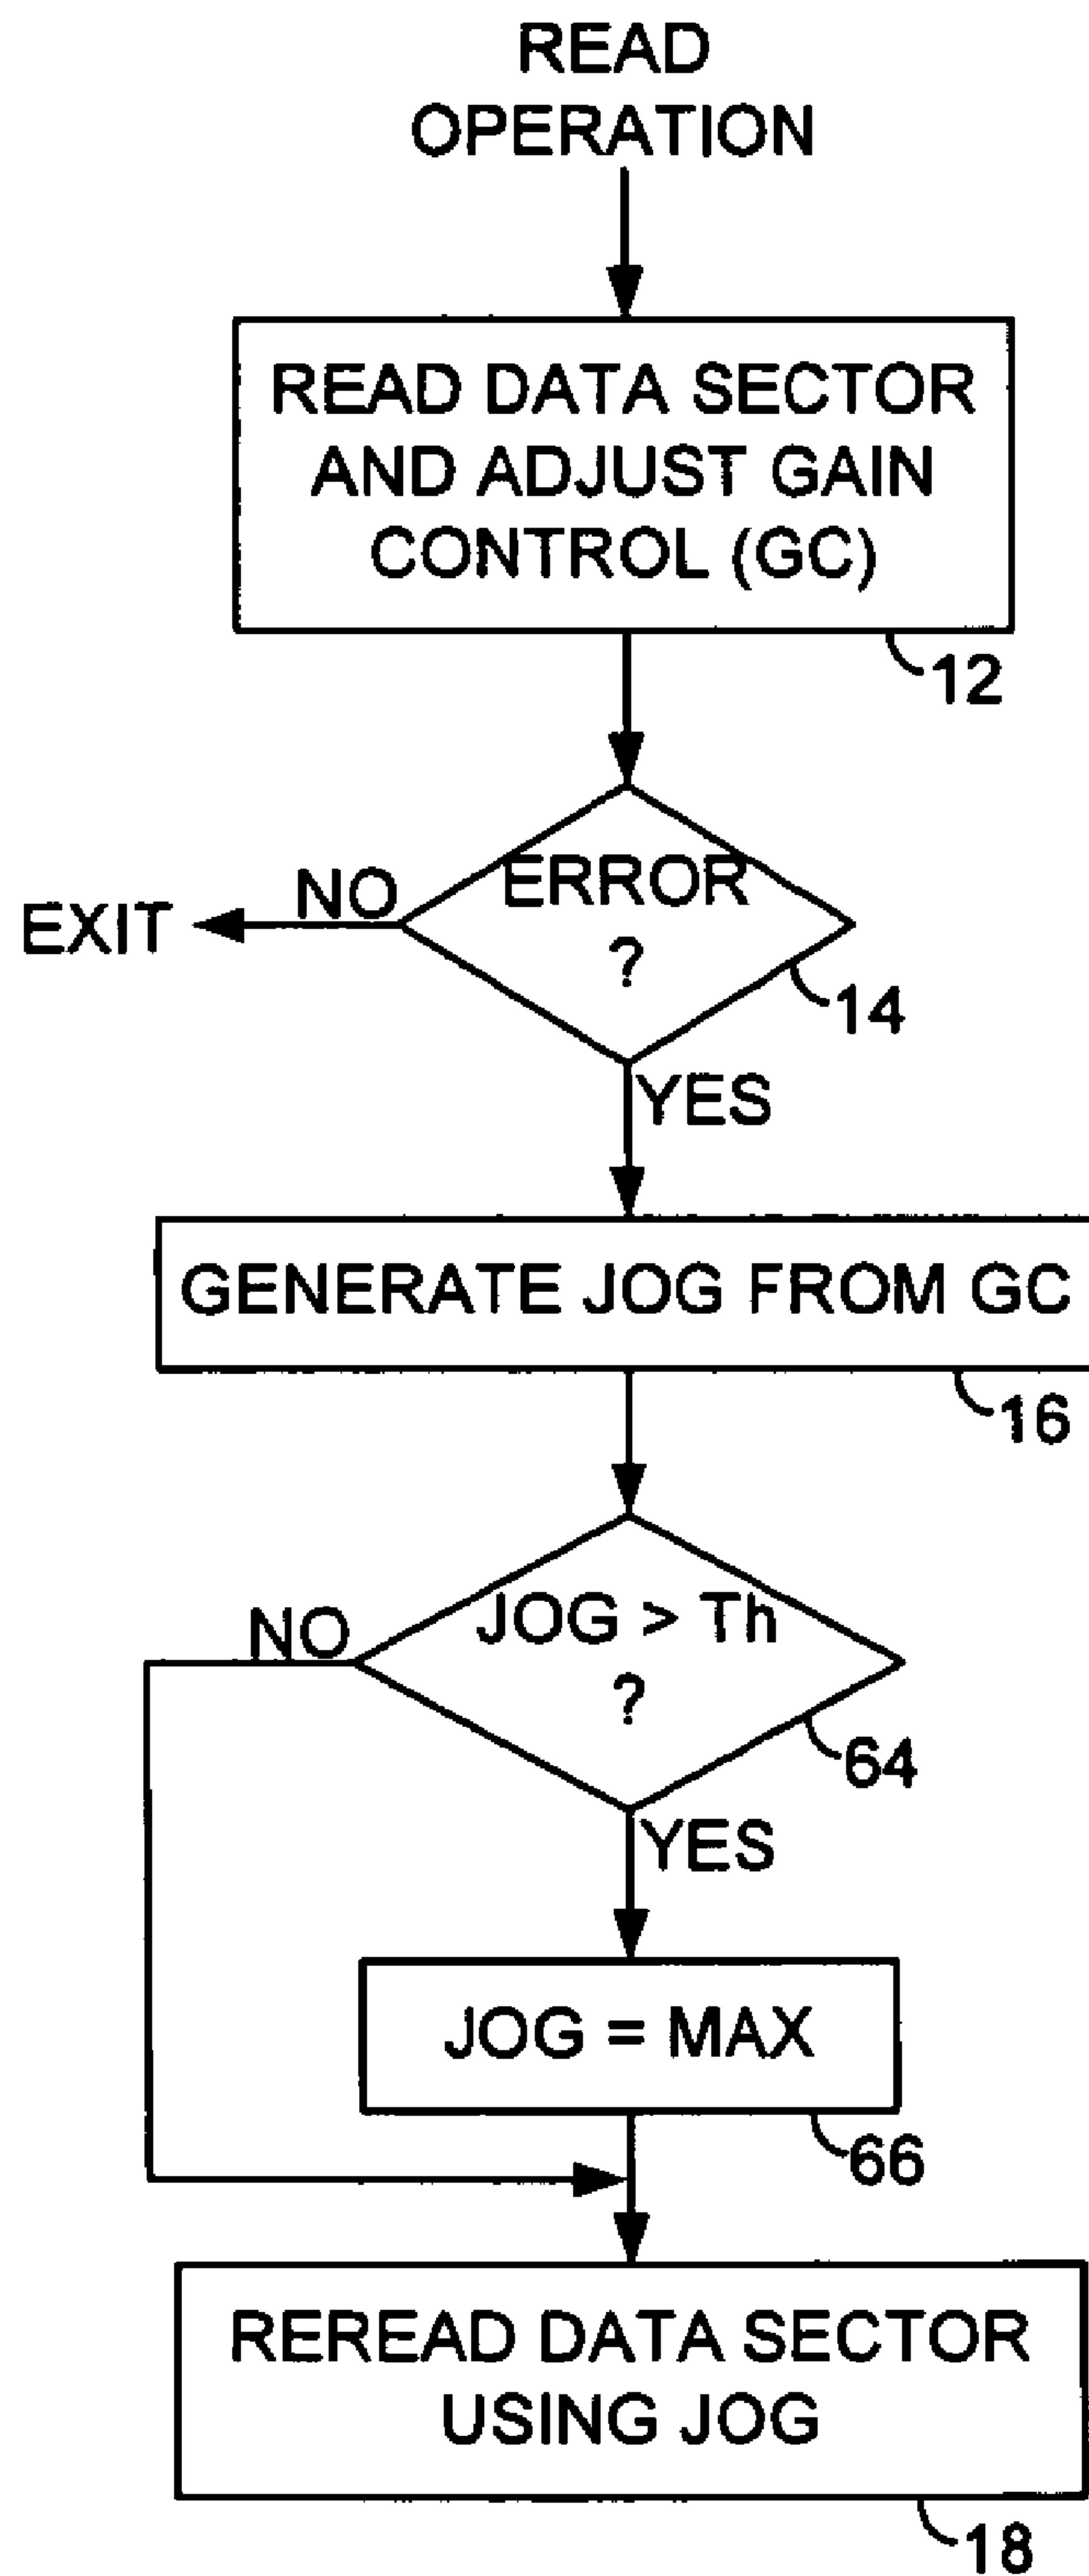 READ
OPERATION
READ DATA SECTOR
AND ADJUST GAIN
CONTROL (GC)
12
ERROR
?
NO
EXIT
14
YES
GENERATE JOG FROM GC
16
JOG > Th
?
NO
64
YES
JOG = MAX
66
REREAD DATA SECTOR
USING JOG
18